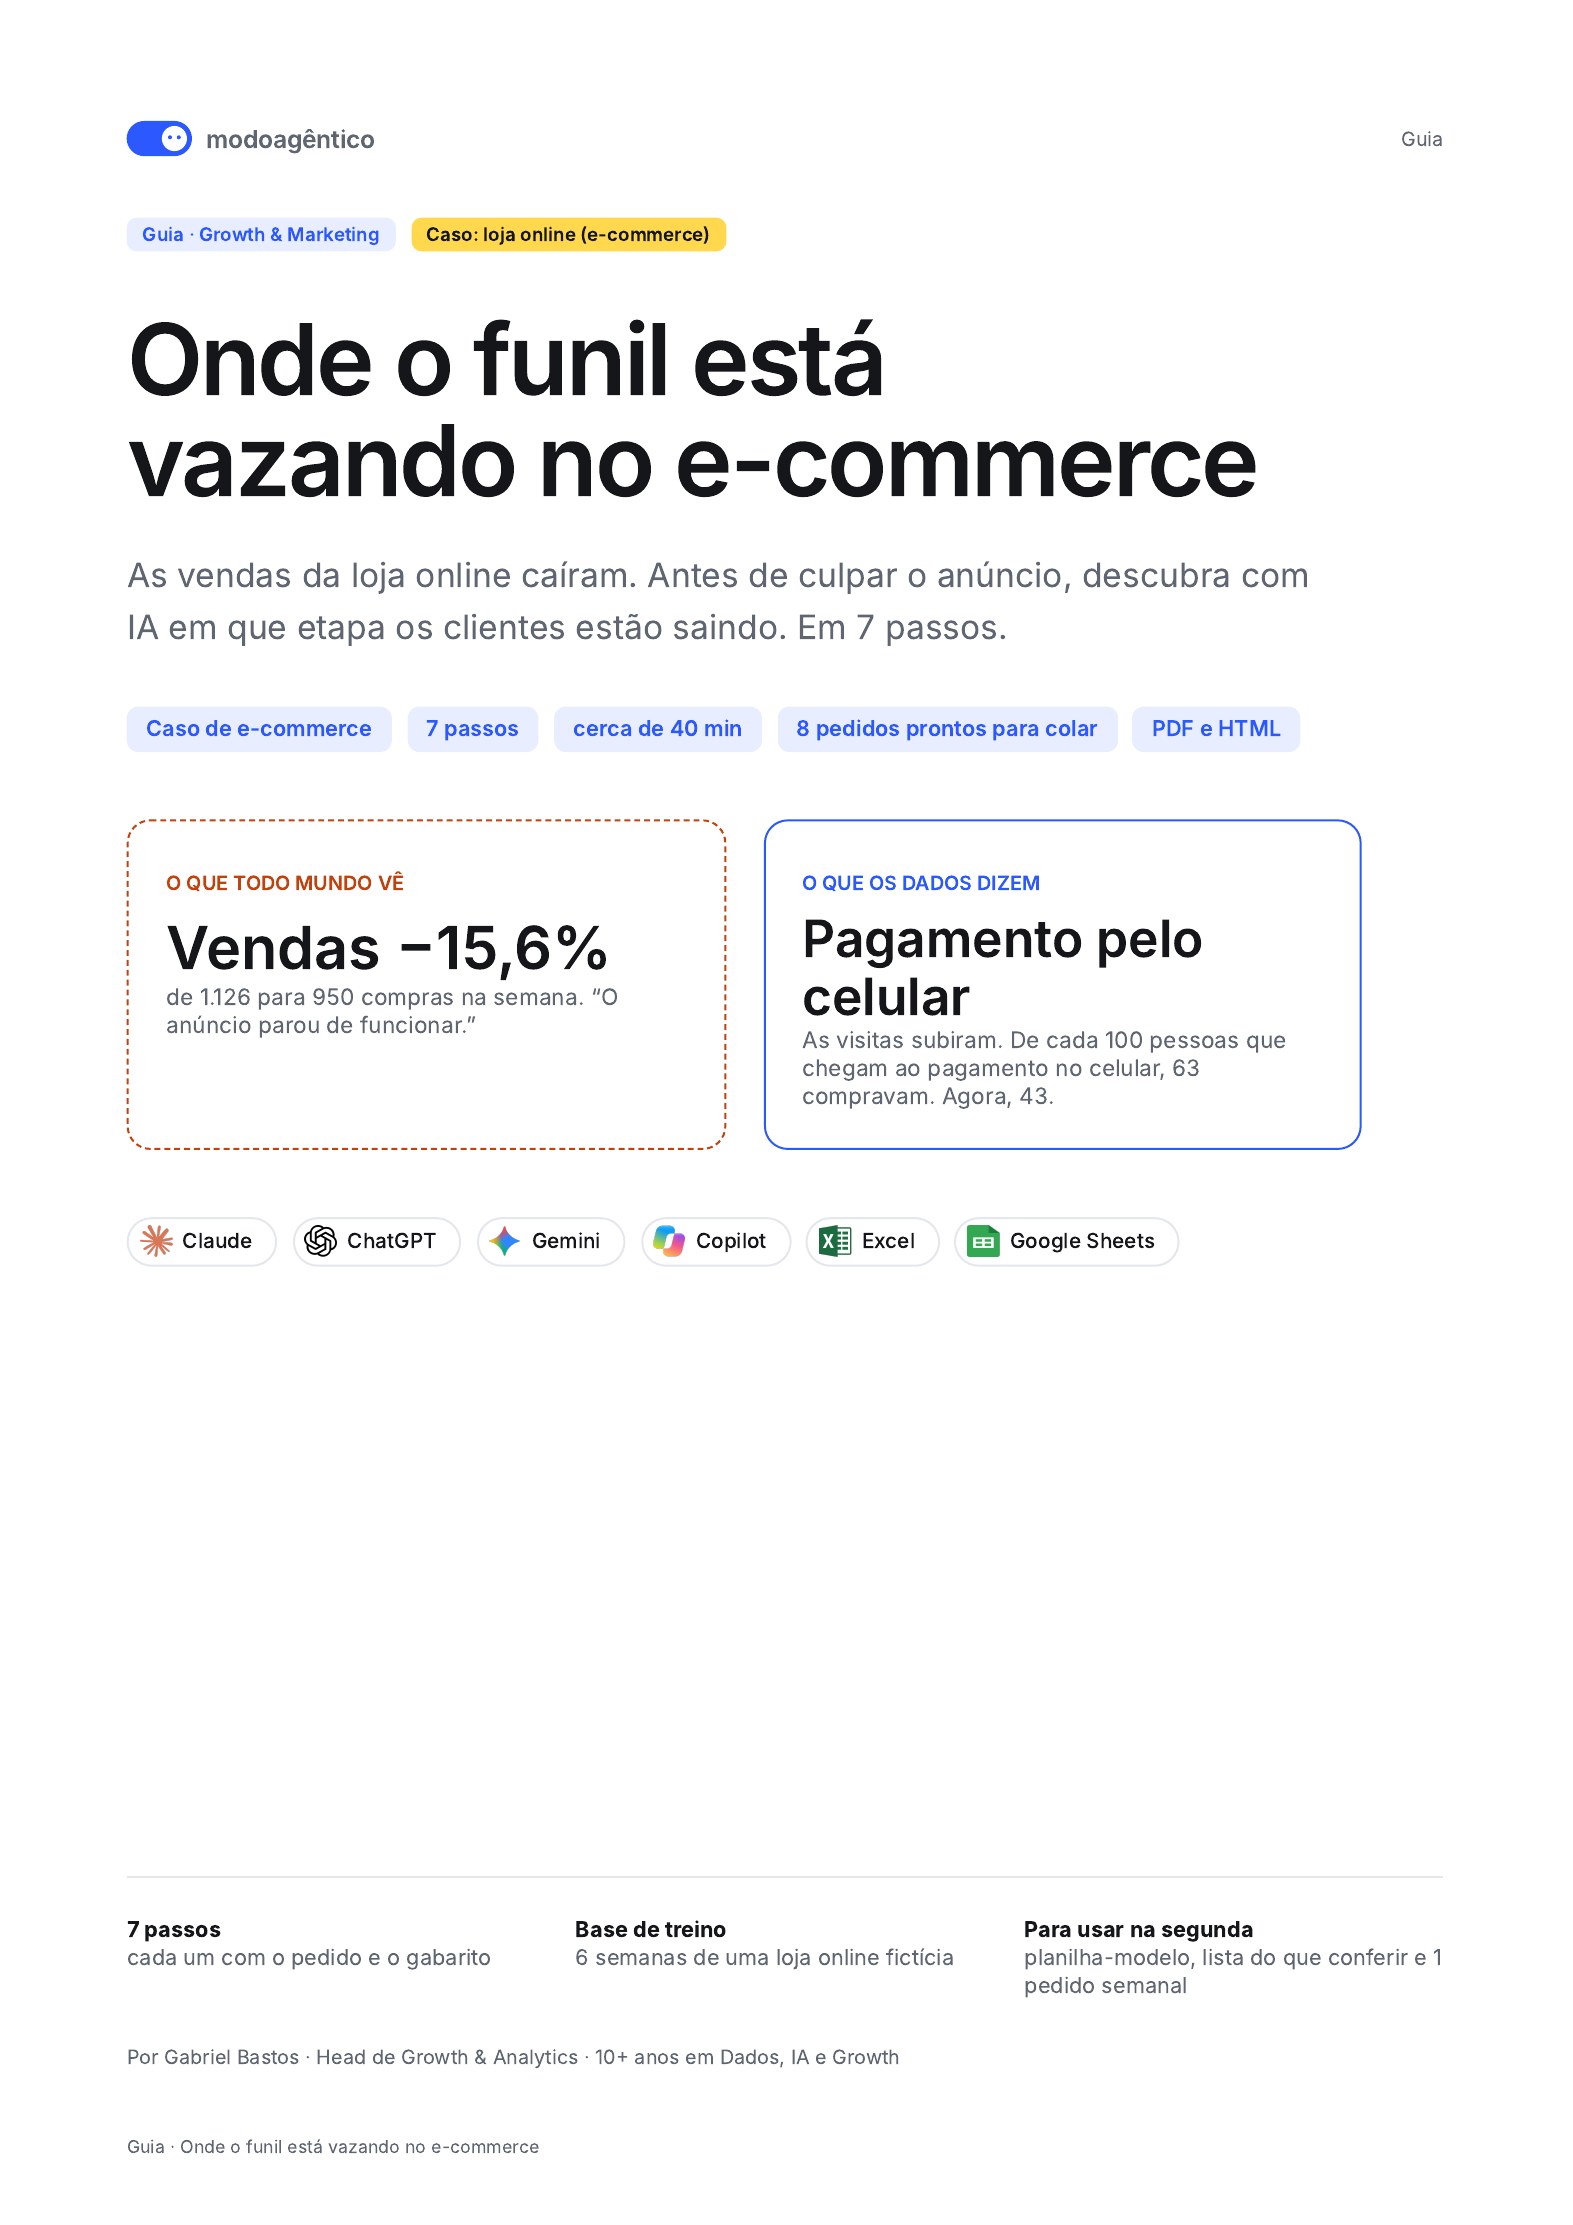 modoagêntico
Guia
Guia · Growth & Marketing
Caso: loja online (e-commerce)
Onde o funil está
vazando no e-commerce
As vendas da loja online caíram. Antes de culpar o anúncio, descubra com
IA em que etapa os clientes estão saindo. Em 7 passos.
Caso de e-commerce
7 passos
cerca de 40 min
8 pedidos prontos para colar
PDF e HTML
O QUE TODO MUNDO VÊ
Vendas −15,6%
de 1.126 para 950 compras na semana. “O
anúncio parou de funcionar.”
O QUE OS DADOS DIZEM
Pagamento pelo
celular
As visitas subiram. De cada 100 pessoas que
chegam ao pagamento no celular, 63
compravam. Agora, 43.
Claude
ChatGPT
Gemini
Copilot
Excel
Google Sheets
7 passos
cada um com o pedido e o gabarito
Base de treino
6 semanas de uma loja online fictícia
Para usar na segunda
planilha-modelo, lista do que conferir e 1
pedido semanal
Por Gabriel Bastos · Head de Growth & Analytics · 10+ anos em Dados, IA e Growth
Guia · Onde o funil está vazando no e-commerce